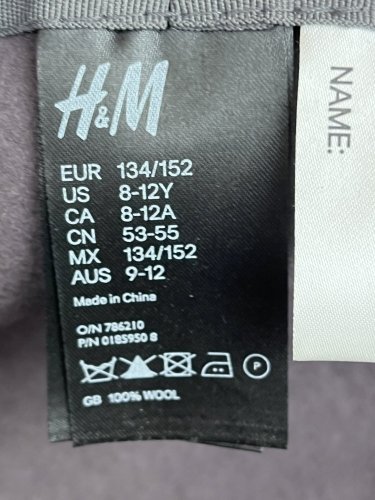 H&M
EUR 134/152
US 8-12Y
CA 8-12A
CN 53-55
MX 134/152
AUS 9-12
Made in China
O/N 786210
P/N 0185950 8
P
GB 100% WOOL
NAME: